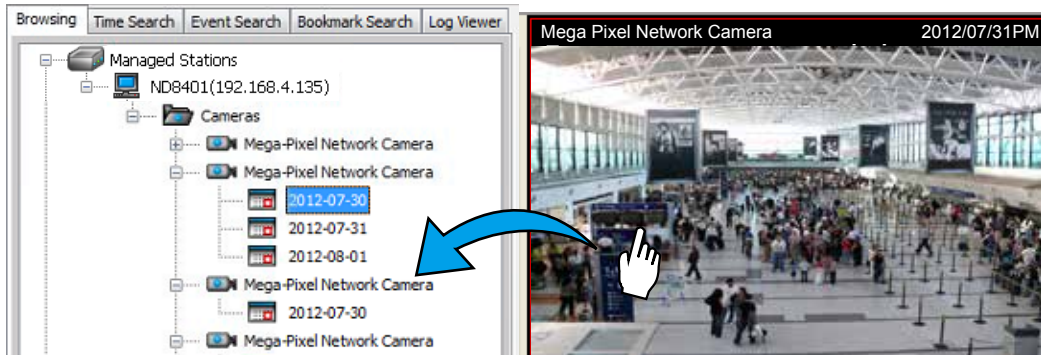 Browsing Time Search Event Search Bookmark Search Log Viewer
Managed Stations
ND8401(192.168.4.135)
Cameras
Mega-Pixel Network Camera
Mega-Pixel Network Camera
2012-07-30
2012-07-31
2012-08-01
Mega-Pixel Network Camera
2012-07-30
Mega-Pixel Network Camera
Mega Pixel Network Camera 2012/07/31PM